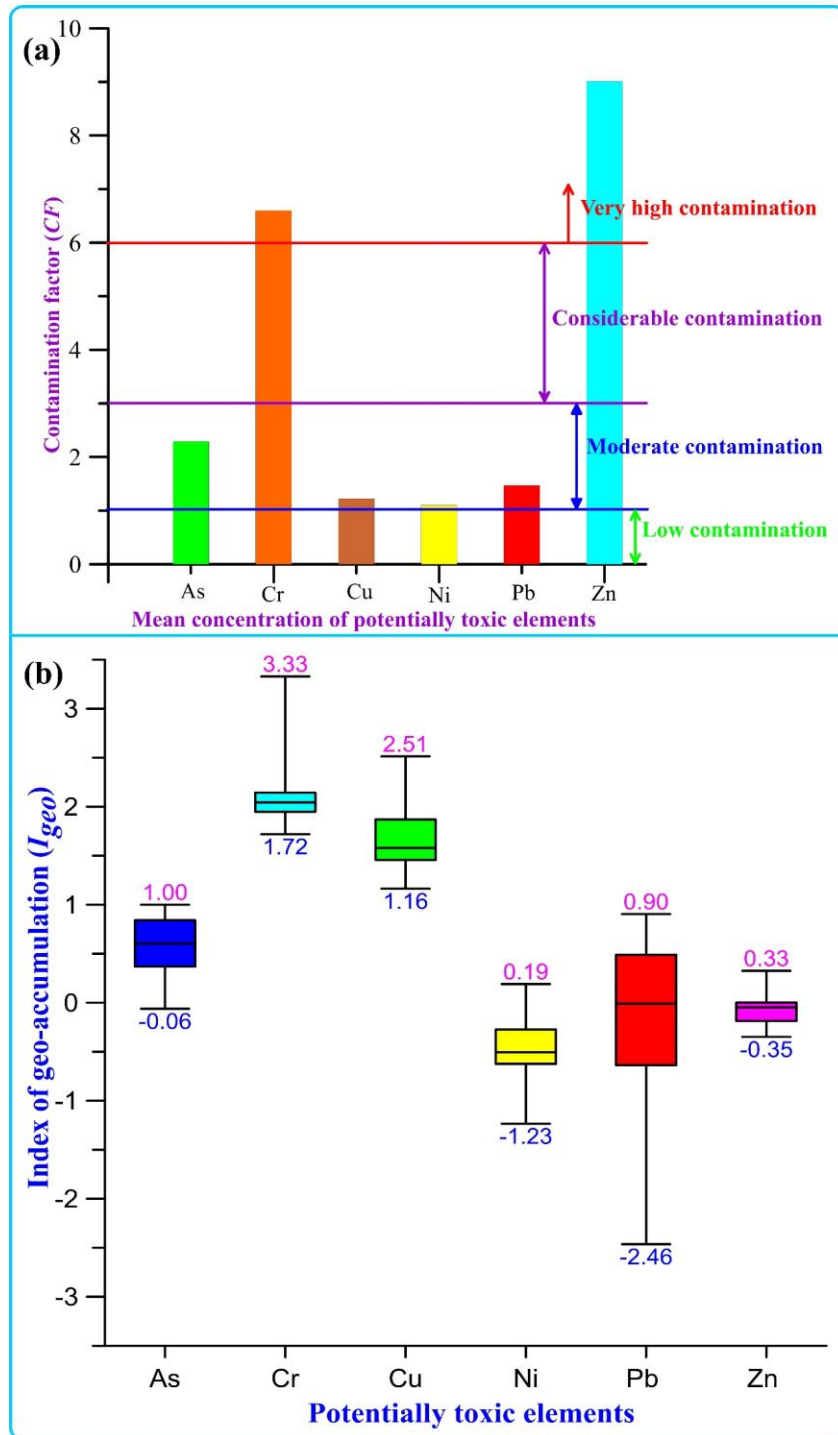 (a)
10
8
6
4
2
0
Contamination factor (CF)
Very high contamination
Considerable contamination
Moderate contamination
Low contamination
As Cr Cu Ni Pb Zn
Mean concentration of potentially toxic elements
(b)
3
2
1
0
-1
-2
-3
Index of geo-accumulation (Igeo)
1.00
-0.06
3.33
1.72
2.51
1.16
0.19
-1.23
0.90
-2.46
0.33
-0.35
As Cr Cu Ni Pb Zn
Potentially toxic elements